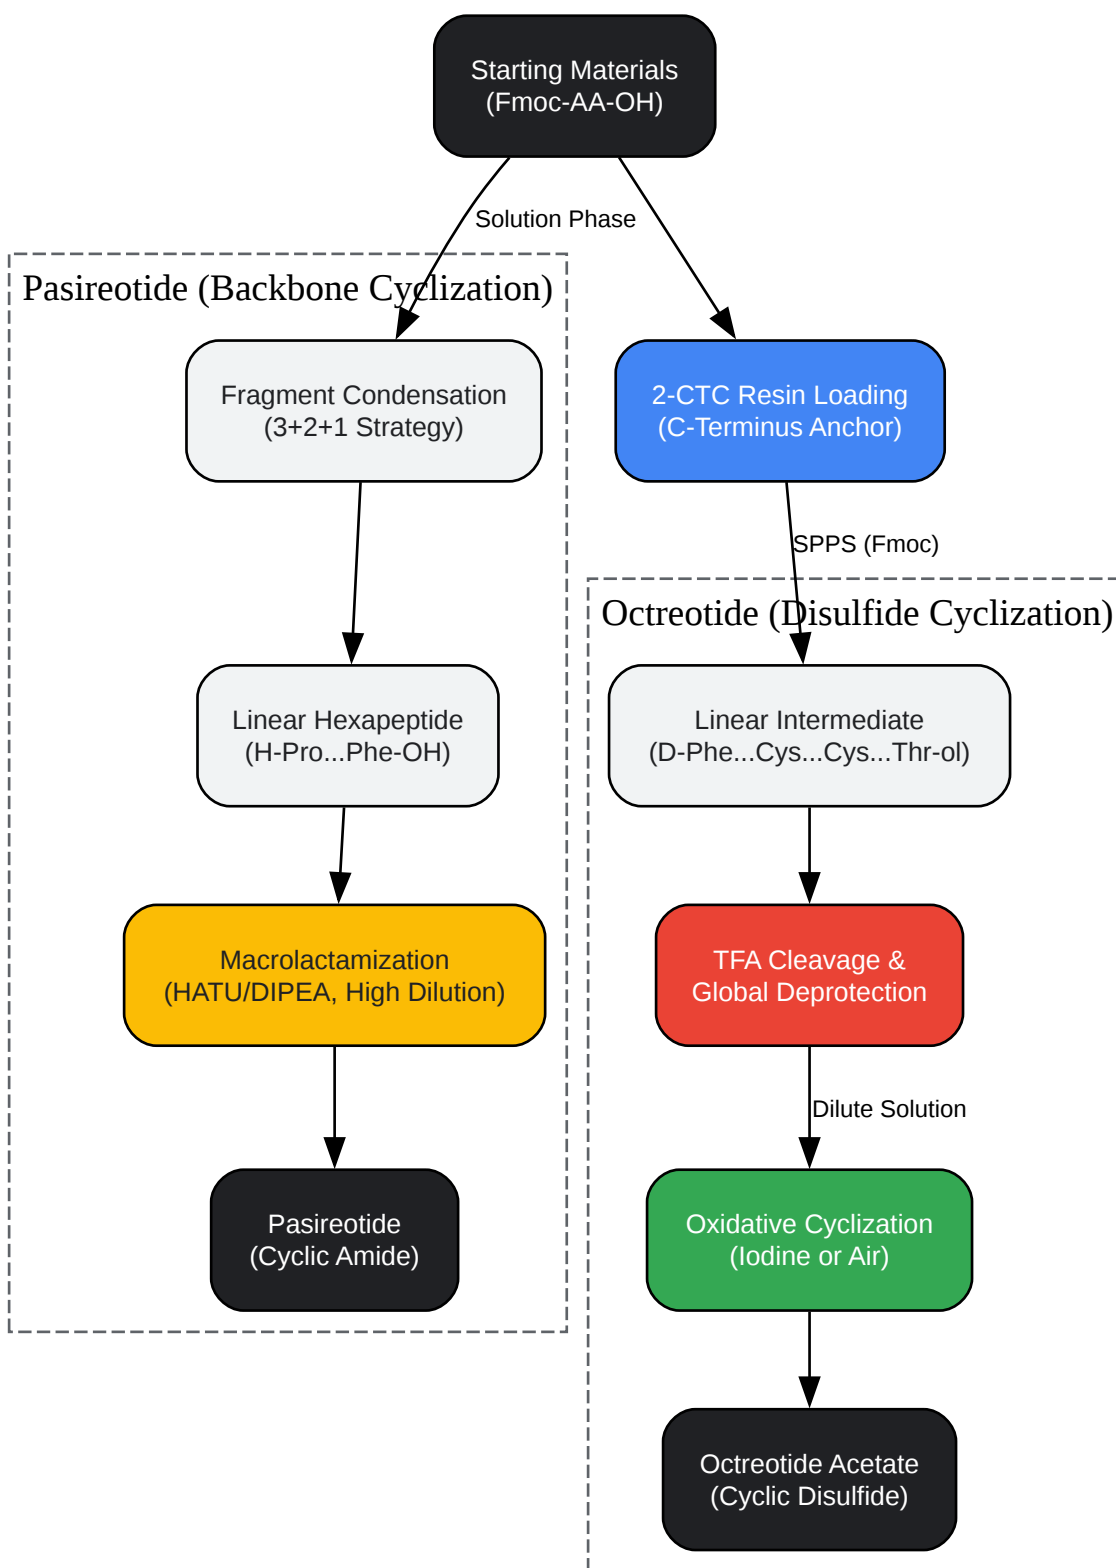 Starting Materials
(Fmoc-AA-OH)
Solution Phase
Pasireotide (Backbone Cyclization)
Fragment Condensation
(3+2+1 Strategy)
2-CTC Resin Loading
(C-Terminus Anchor)
SPPS (Fmoc)
Octreotide (Disulfide Cyclization)
Linear Hexapeptide
(H-Pro...Phe-OH)
Linear Intermediate
(D-Phe...Cys...Cys...Thr-ol)
Macrolactamization
(HATU/DIPEA, High Dilution)
TFA Cleavage &
Global Deprotection
Dilute Solution
Pasireotide
(Cyclic Amide)
Oxidative Cyclization
(Iodine or Air)
Octreotide Acetate
(Cyclic Disulfide)